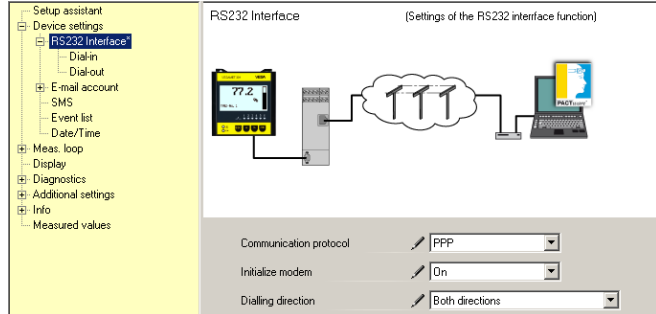 Setup assistant
Device settings
RS232 Interface*
Dial-in
Dial-out
E-mail account
SMS
Event list
Date/Time
Meas. loop
Display
Diagnostics
Additional settings
Info
Measured values
RS232 Interface
(Settings of the RS232 interrface function)
VEGA
77.2
PACTware
Communication protocol
PPP
Initialize modem
On
Dialling direction
Both directions